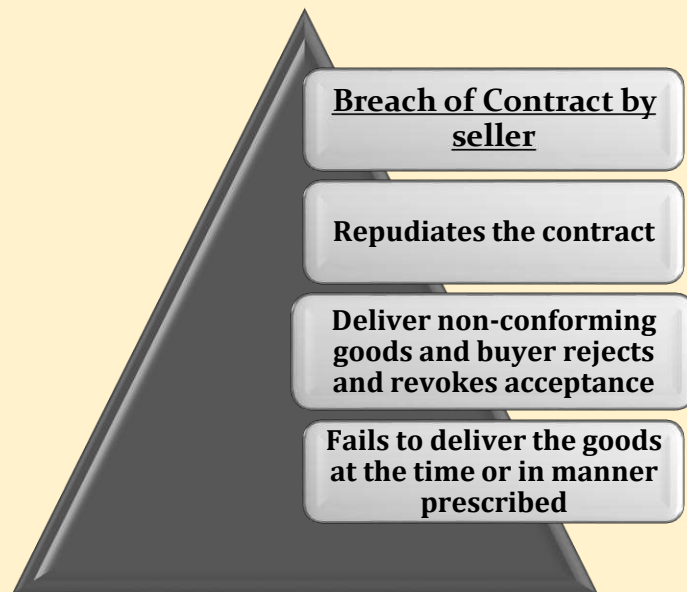 Breach of Contract by
seller
Repudiates the contract
Deliver non-conforming
goods and buyer rejects
and revokes acceptance
Fails to deliver the goods
at the time or in manner
prescribed